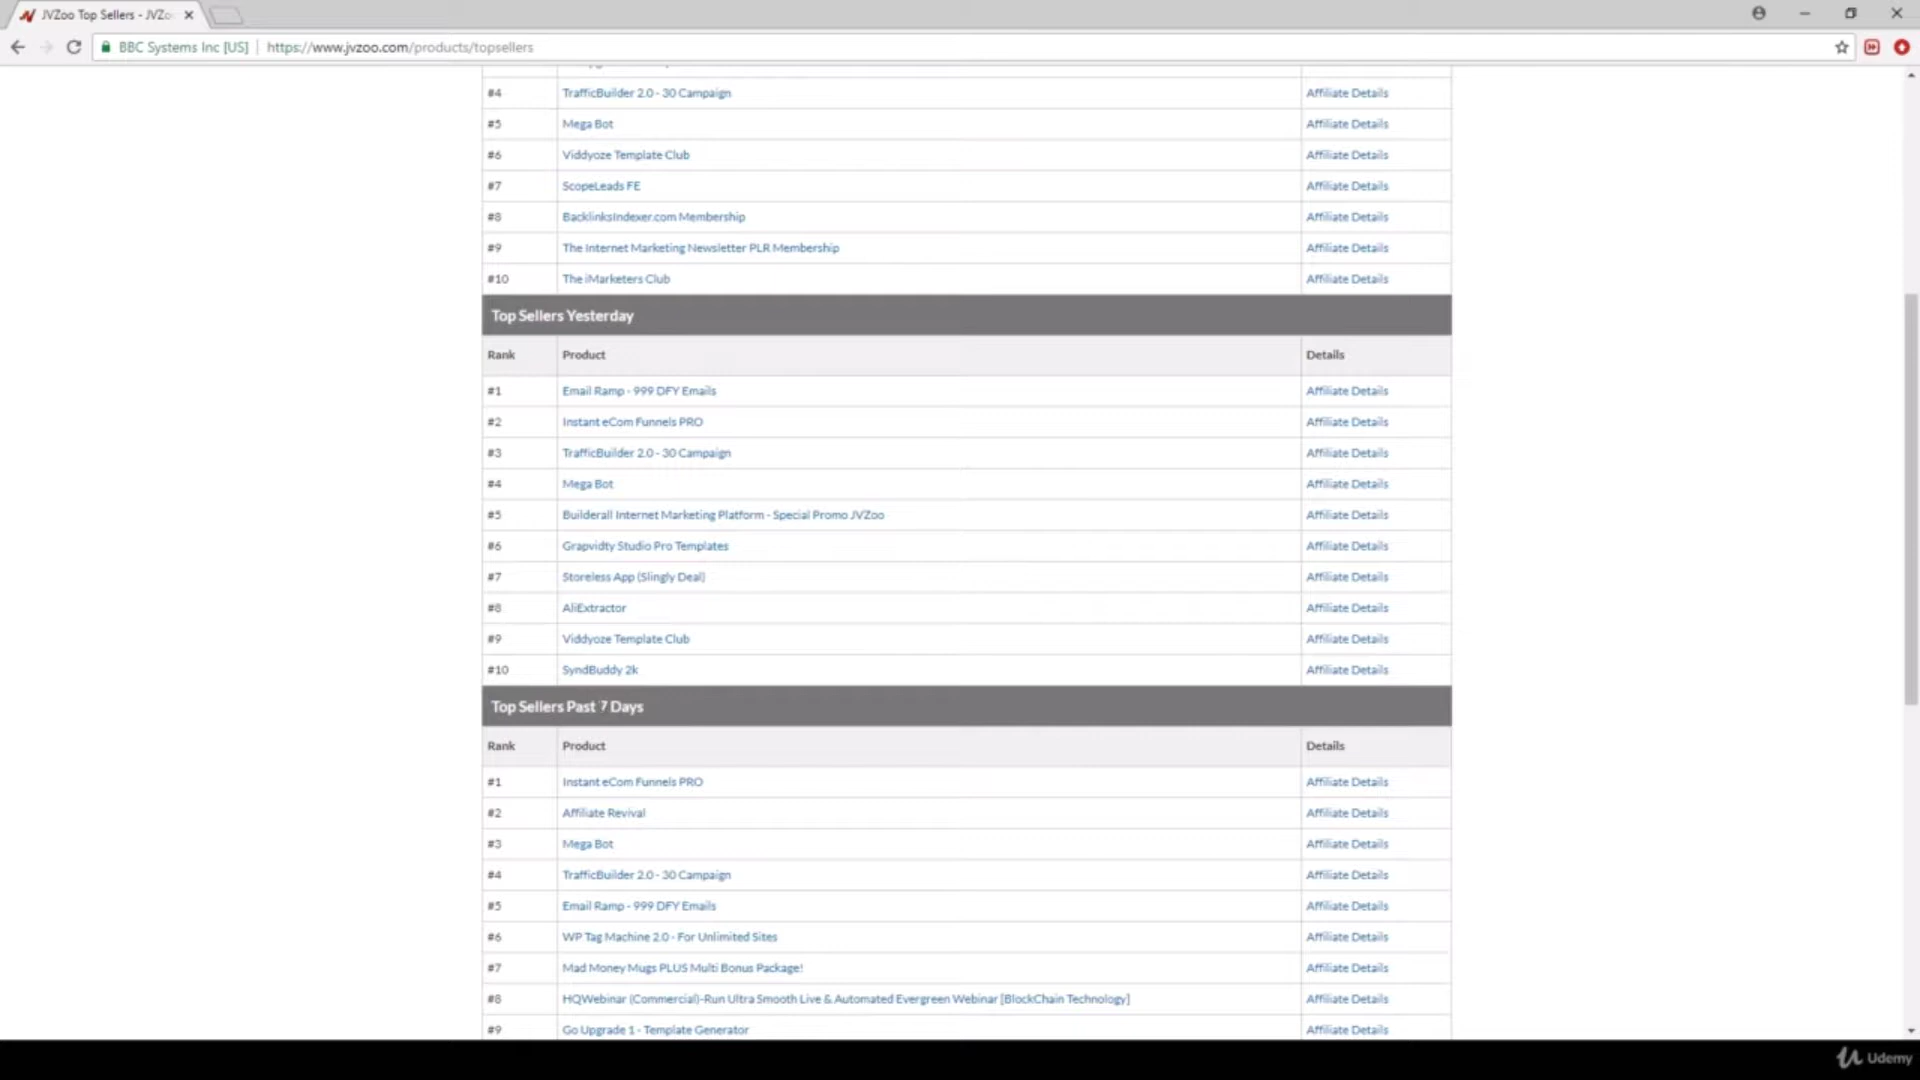 JVZoo Top Sellers - JVZo
BBC Systems Inc [US] https://www.jvzoo.com/products/topsellers
#4 TrafficBuilder 2.0 - 30 Campaign Affiliate Details
#5 Mega Bot Affiliate Details
#6 Viddyoze Template Club Affiliate Details
#7 ScopeLeads FE Affiliate Details
#8 BacklinksIndexer.com Membership Affiliate Details
#9 The Internet Marketing Newsletter PLR Membership Affiliate Details
#10 The iMarketers Club Affiliate Details
Top Sellers Yesterday
Rank Product Details
#1 Email Ramp - 999 DFY Emails Affiliate Details
#2 Instant eCom Funnels PRO Affiliate Details
#3 TrafficBuilder 2.0 - 30 Campaign Affiliate Details
#4 Mega Bot Affiliate Details
#5 Builderall Internet Marketing Platform - Special Promo JVZoo Affiliate Details
#6 Grapvidty Studio Pro Templates Affiliate Details
#7 Storeless App (Slingly Deal) Affiliate Details
#8 AliExtractor Affiliate Details
#9 Viddyoze Template Club Affiliate Details
#10 SyndBuddy 2k Affiliate Details
Top Sellers Past 7 Days
Rank Product Details
#1 Instant eCom Funnels PRO Affiliate Details
#2 Affiliate Revival Affiliate Details
#3 Mega Bot Affiliate Details
#4 TrafficBuilder 2.0 - 30 Campaign Affiliate Details
#5 Email Ramp - 999 DFY Emails Affiliate Details
#6 WP Tag Machine 2.0 - For Unlimited Sites Affiliate Details
#7 Mad Money Mugs PLUS Multi Bonus Package! Affiliate Details
#8 HQWebinar (Commercial)-Run Ultra Smooth Live & Automated Evergreen Webinar [BlockChain Technology] Affiliate Details
#9 Go Upgrade 1 - Template Generator Affiliate Details
Udemy